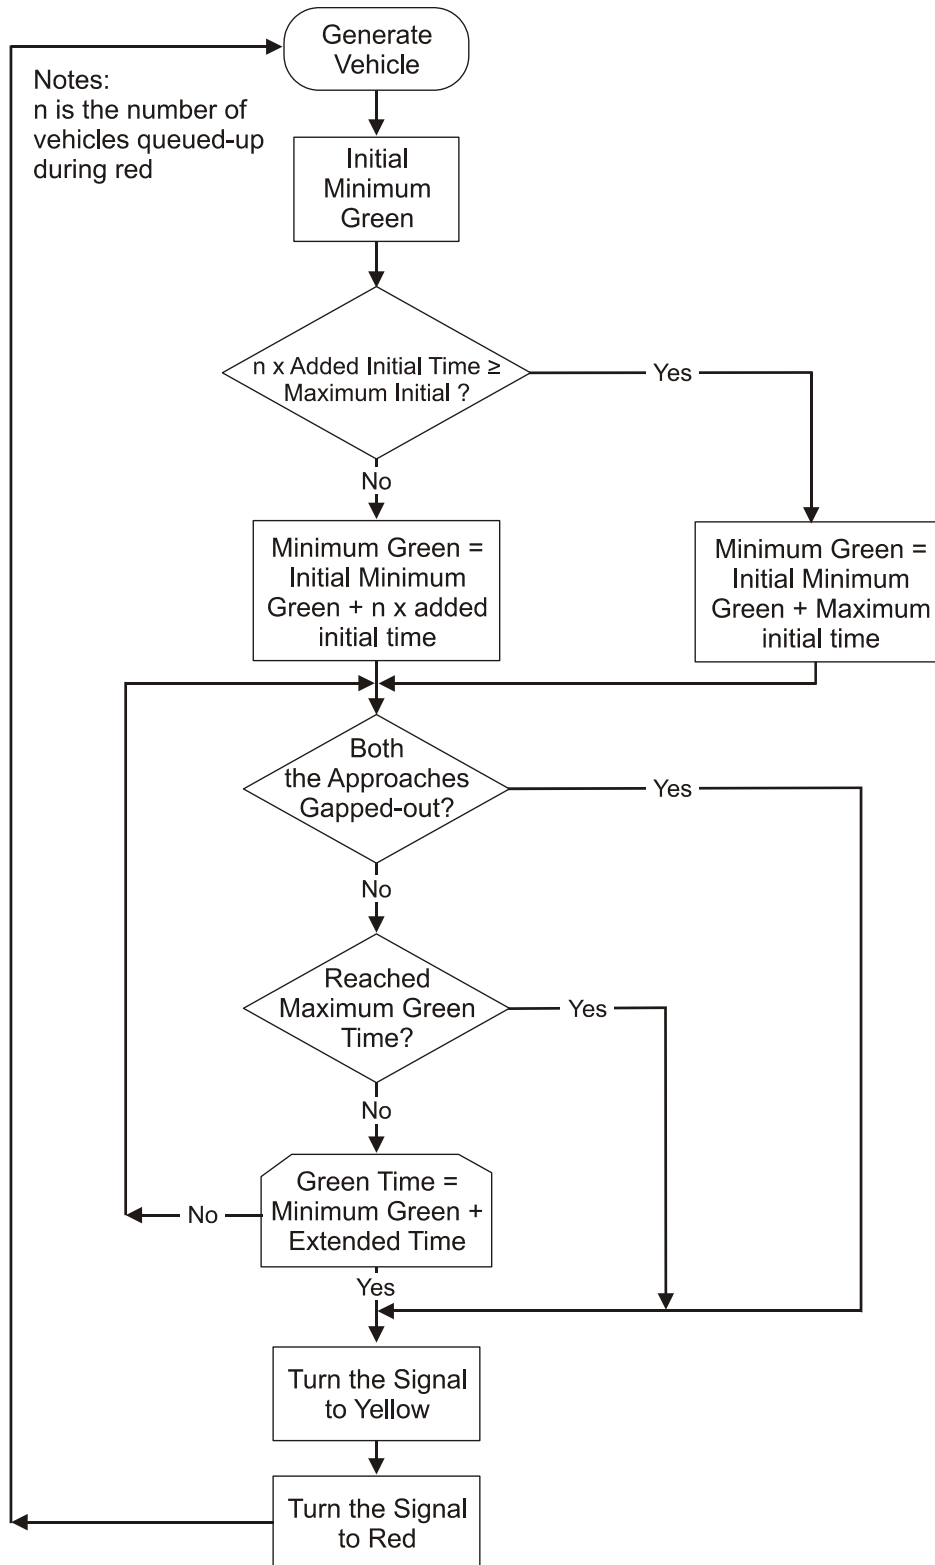 Generate
Vehicle
Notes:
n is the number of
vehicles queued-up
during red
Initial
Minimum
Green
n x Added Initial Time ≥
Maximum Initial ?
Yes
No
Minimum Green =
Initial Minimum
Green + n x added
initial time
Minimum Green =
Initial Minimum
Green + Maximum
initial time
Both
the Approaches
Gapped-out?
Yes
No
Reached
Maximum Green
Time?
Yes
No
Green Time =
Minimum Green +
Extended Time
No
Yes
Turn the Signal
to Yellow
Turn the Signal
to Red